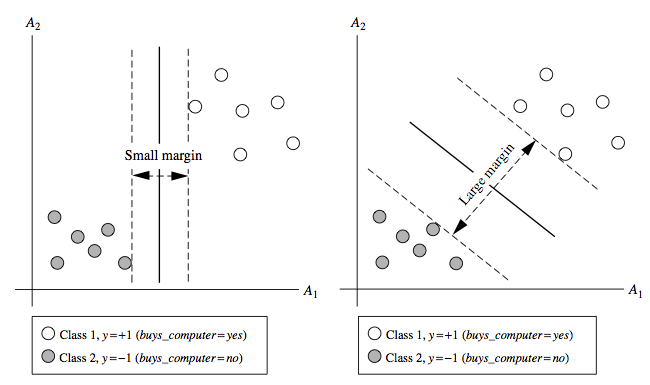 A2
Small margin
A1
Class 1, y=+1 (buys_computer=yes)
Class 2, y=−1 (buys_computer=no)
A2
Large margin
A1
Class 1, y=+1 (buys_computer=yes)
Class 2, y=−1 (buys_computer=no)